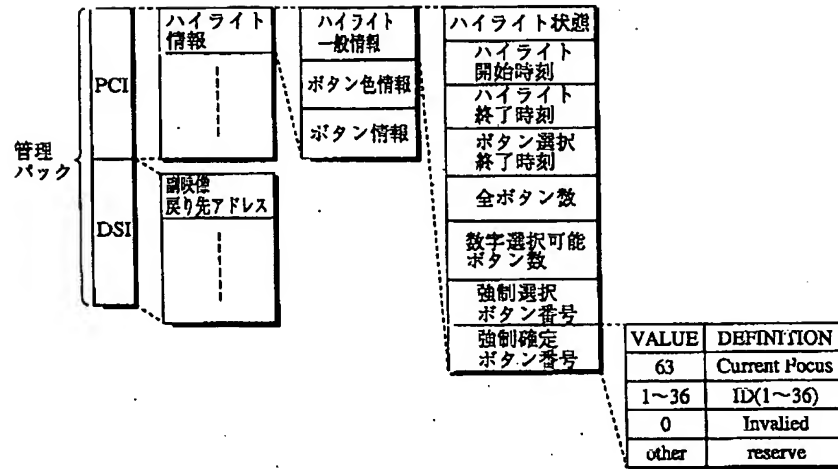 管理
パック
PCI
DSI
ハイライト
情報
副映像
戻り先アドレス
ハイライト
一般情報
ボタン色情報
ボタン情報
ハイライト状態
ハイライト
開始時刻
ハイライト
終了時刻
ボタン選択
終了時刻
全ボタン数
数字選択可能
ボタン数
強制選択
ボタン番号
強制確定
ボタン番号
VALUE DEFINITION
63 Current Focus
1~36 ID(1~36)
0 Invalied
other reserve